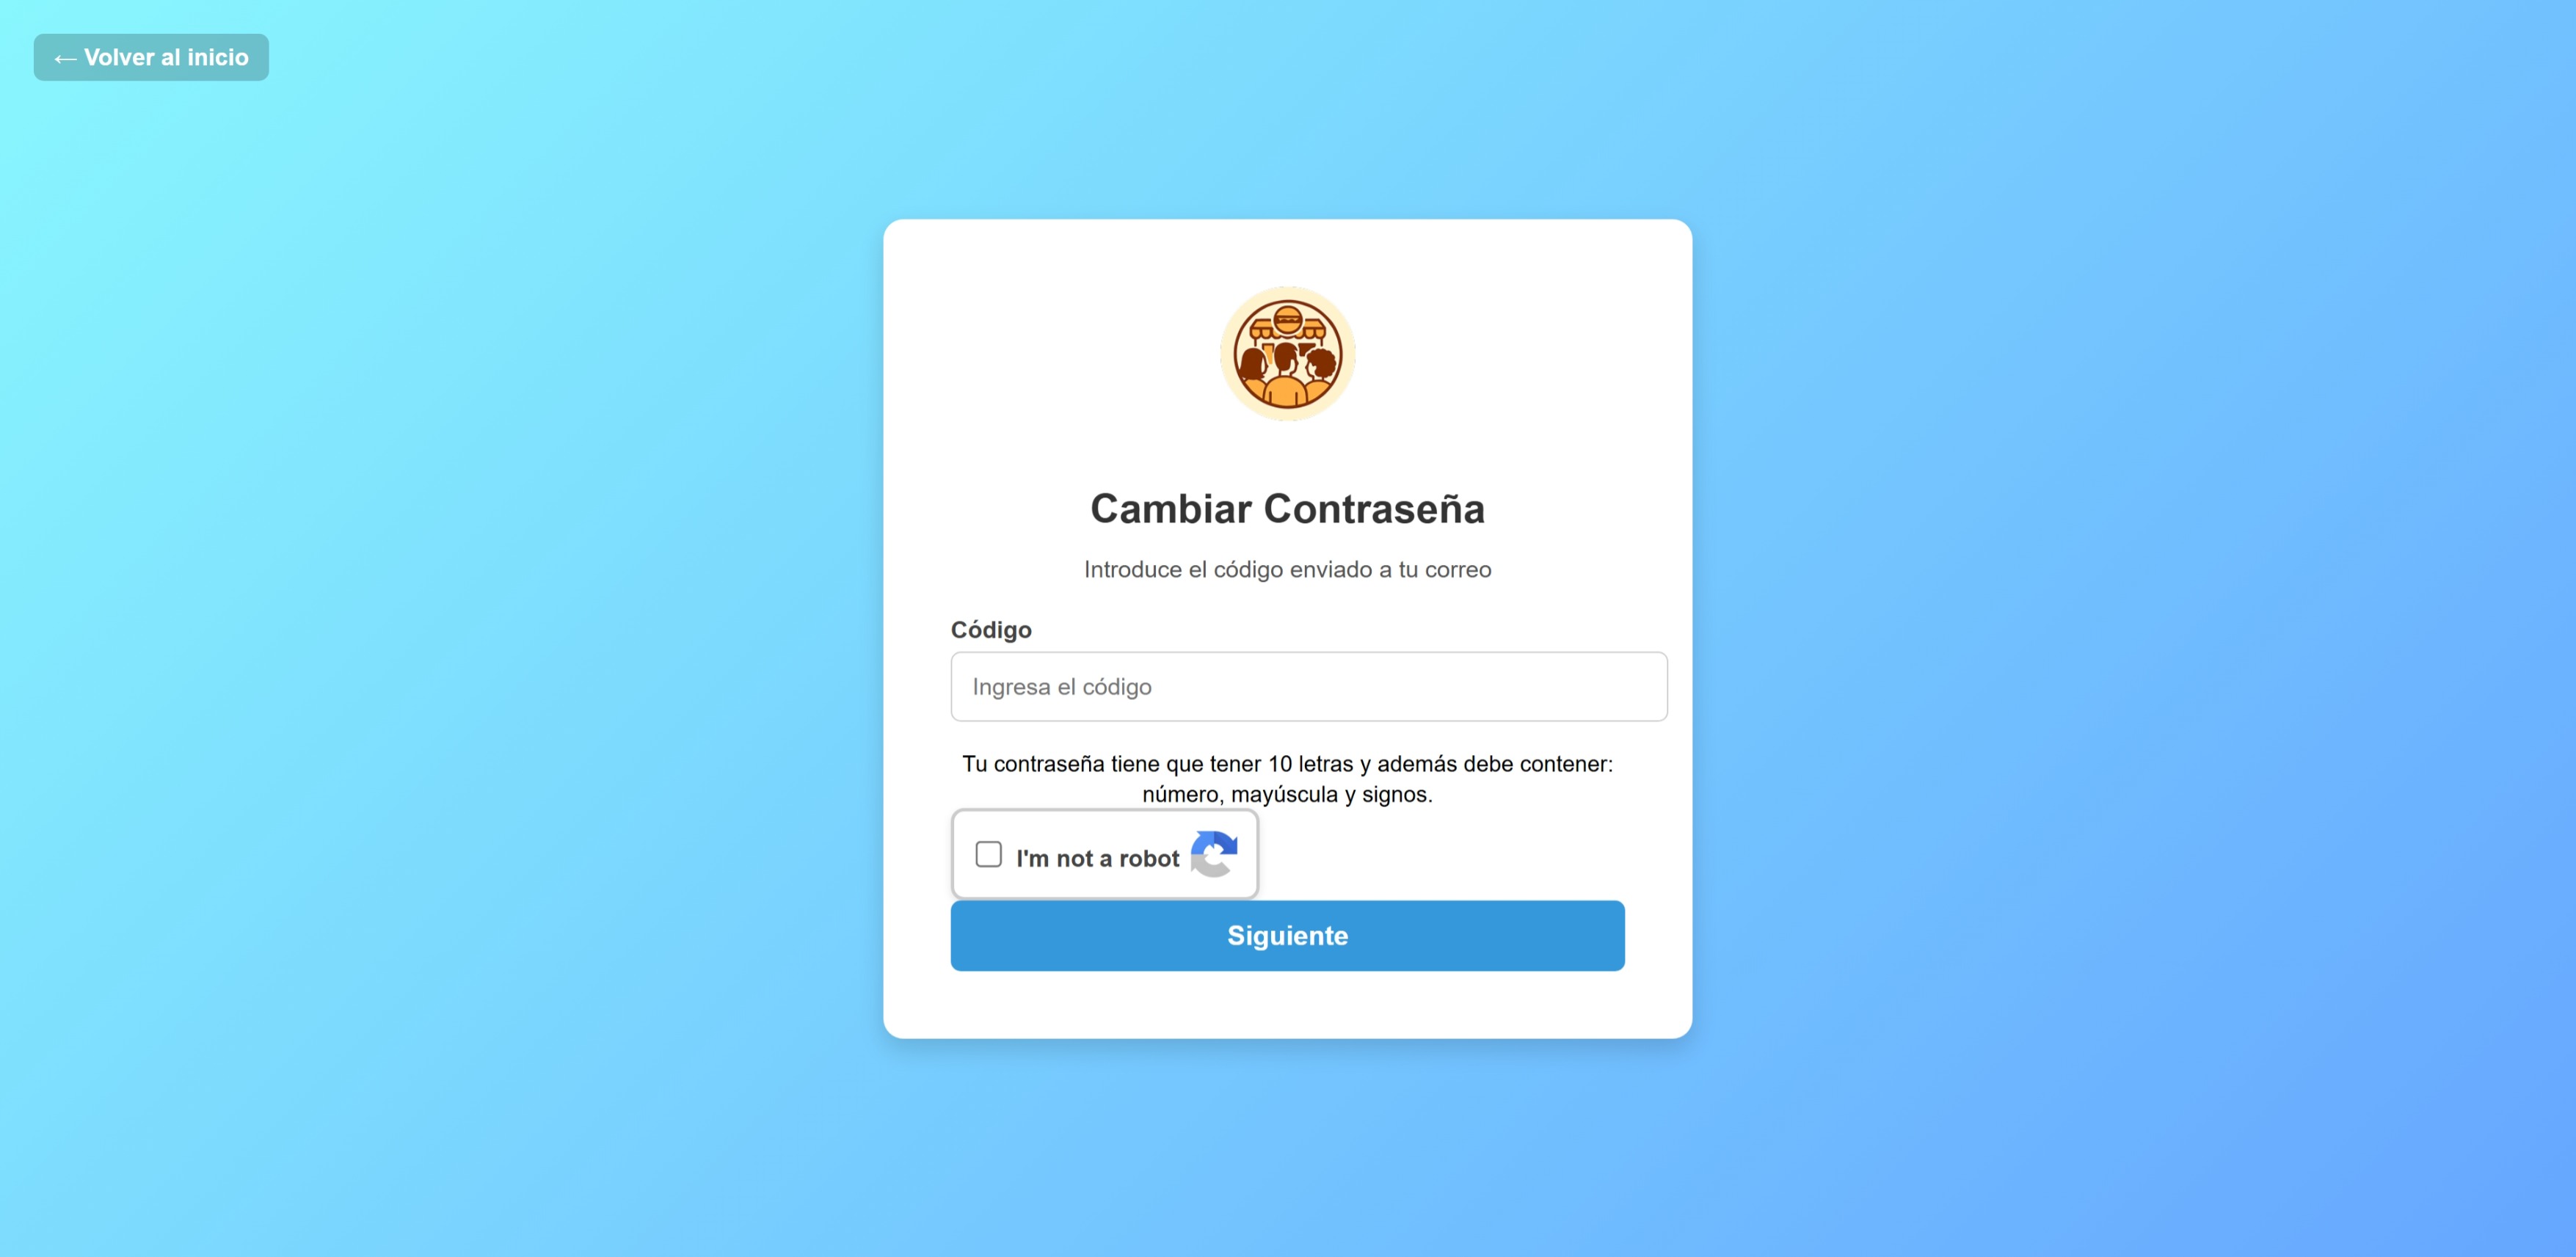 ← Volver al inicio
Cambiar Contraseña
Introduce el código enviado a tu correo
Código
Ingresa el código
Tu contraseña tiene que tener 10 letras y además debe contener:
número, mayúscula y signos.
I'm not a robot
Siguiente